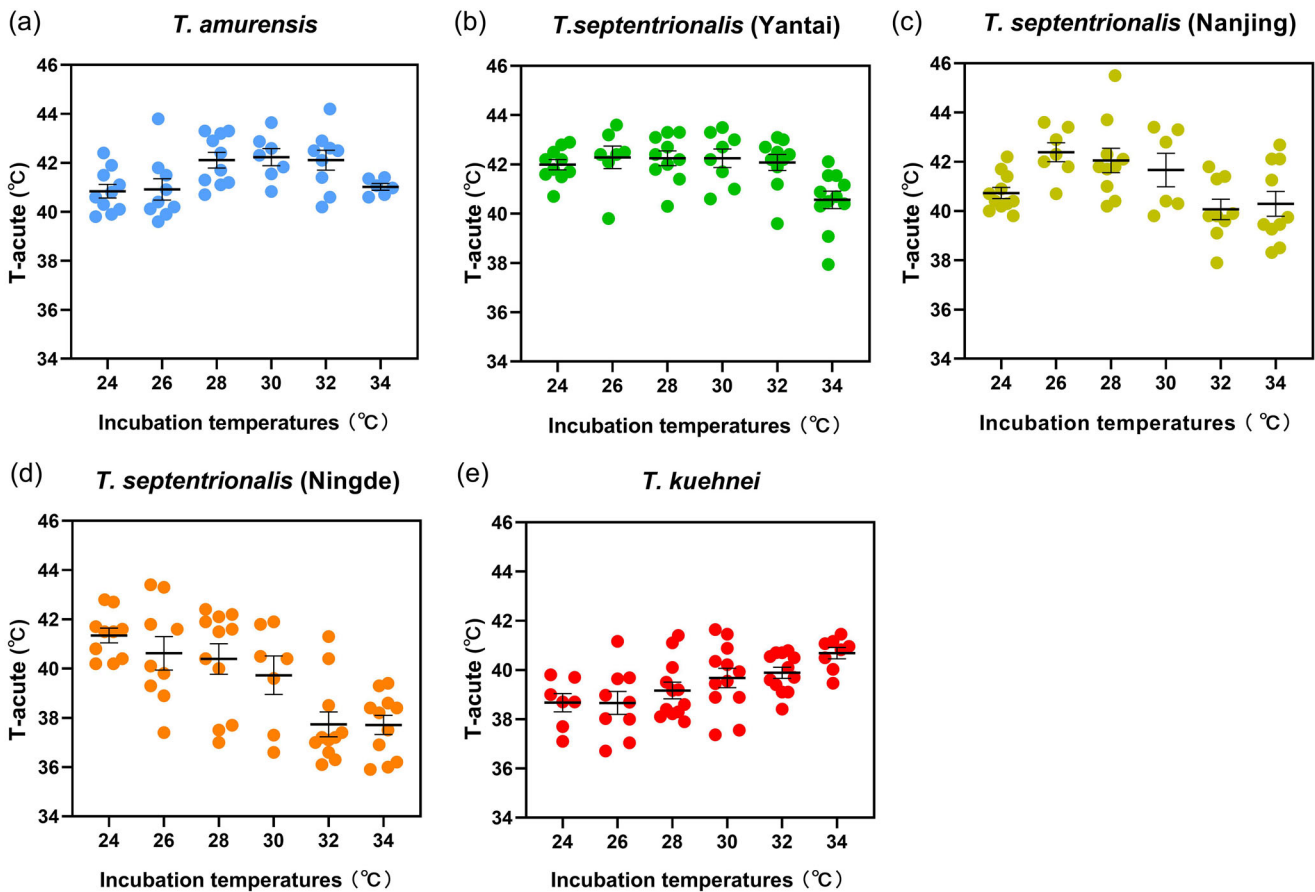 (a) T. amurensis
46
44
42
40
38
36
34
T-acute (℃)
24 26 28 30 32 34
Incubation temperatures (℃)
(b) T.septentrionalis (Yantai)
46
44
42
40
38
36
34
T-acute (℃)
24 26 28 30 32 34
Incubation temperatures (℃)
(c) T. septentrionalis (Nanjing)
46
44
42
40
38
36
34
T-acute (℃)
24 26 28 30 32 34
Incubation temperatures (℃)
(d) T. septentrionalis (Ningde)
46
44
42
40
38
36
34
T-acute (℃)
24 26 28 30 32 34
Incubation temperatures (℃)
(e) T. kuehnei
46
44
42
40
38
36
34
T-acute (℃)
24 26 28 30 32 34
Incubation temperatures (℃)